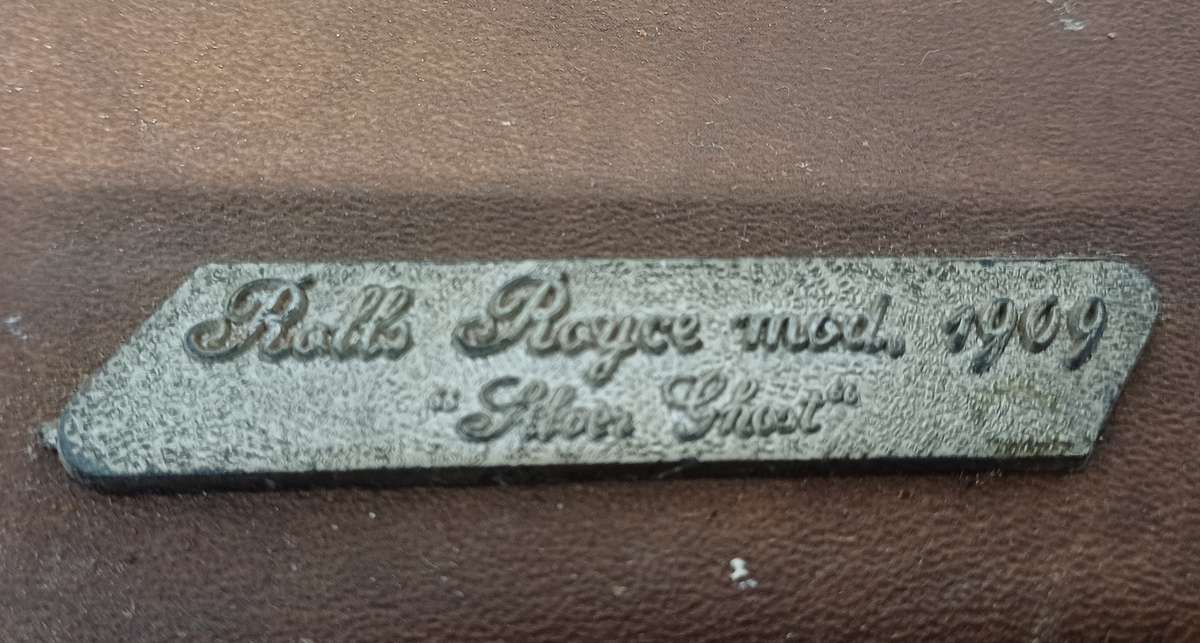 Rolls Royce mod. 1909
"Silver Ghost"